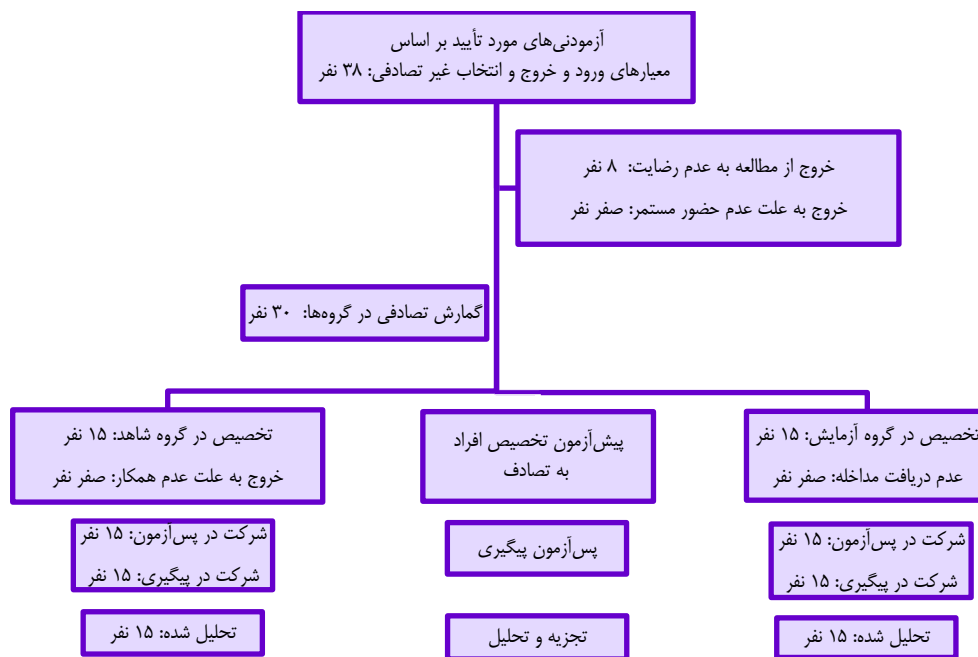 آزمودنی‌های مورد تأیید بر اساس
معیارهای ورود و خروج و انتخاب غیر تصادفی: ۳۸ نفر
خروج از مطالعه به عدم رضایت: ۸ نفر
خروج به علت عدم حضور مستمر: صفر نفر
گمارش تصادفی در گروه‌ها: ۳۰ نفر
تخصیص در گروه آزمایش: ۱۵ نفر
عدم دریافت مداخله: صفر نفر
پیش‌آزمون تخصیص افراد
به تصادف
تخصیص در گروه شاهد: ۱۵ نفر
خروج به علت عدم همکار: صفر نفر
شرکت در پس‌آزمون: ۱۵ نفر
شرکت در پیگیری: ۱۵ نفر
پس‌آزمون پیگیری
شرکت در پس‌آزمون: ۱۵ نفر
شرکت در پیگیری: ۱۵ نفر
تحلیل شده: ۱۵ نفر
تجزیه و تحلیل
تحلیل شده: ۱۵ نفر